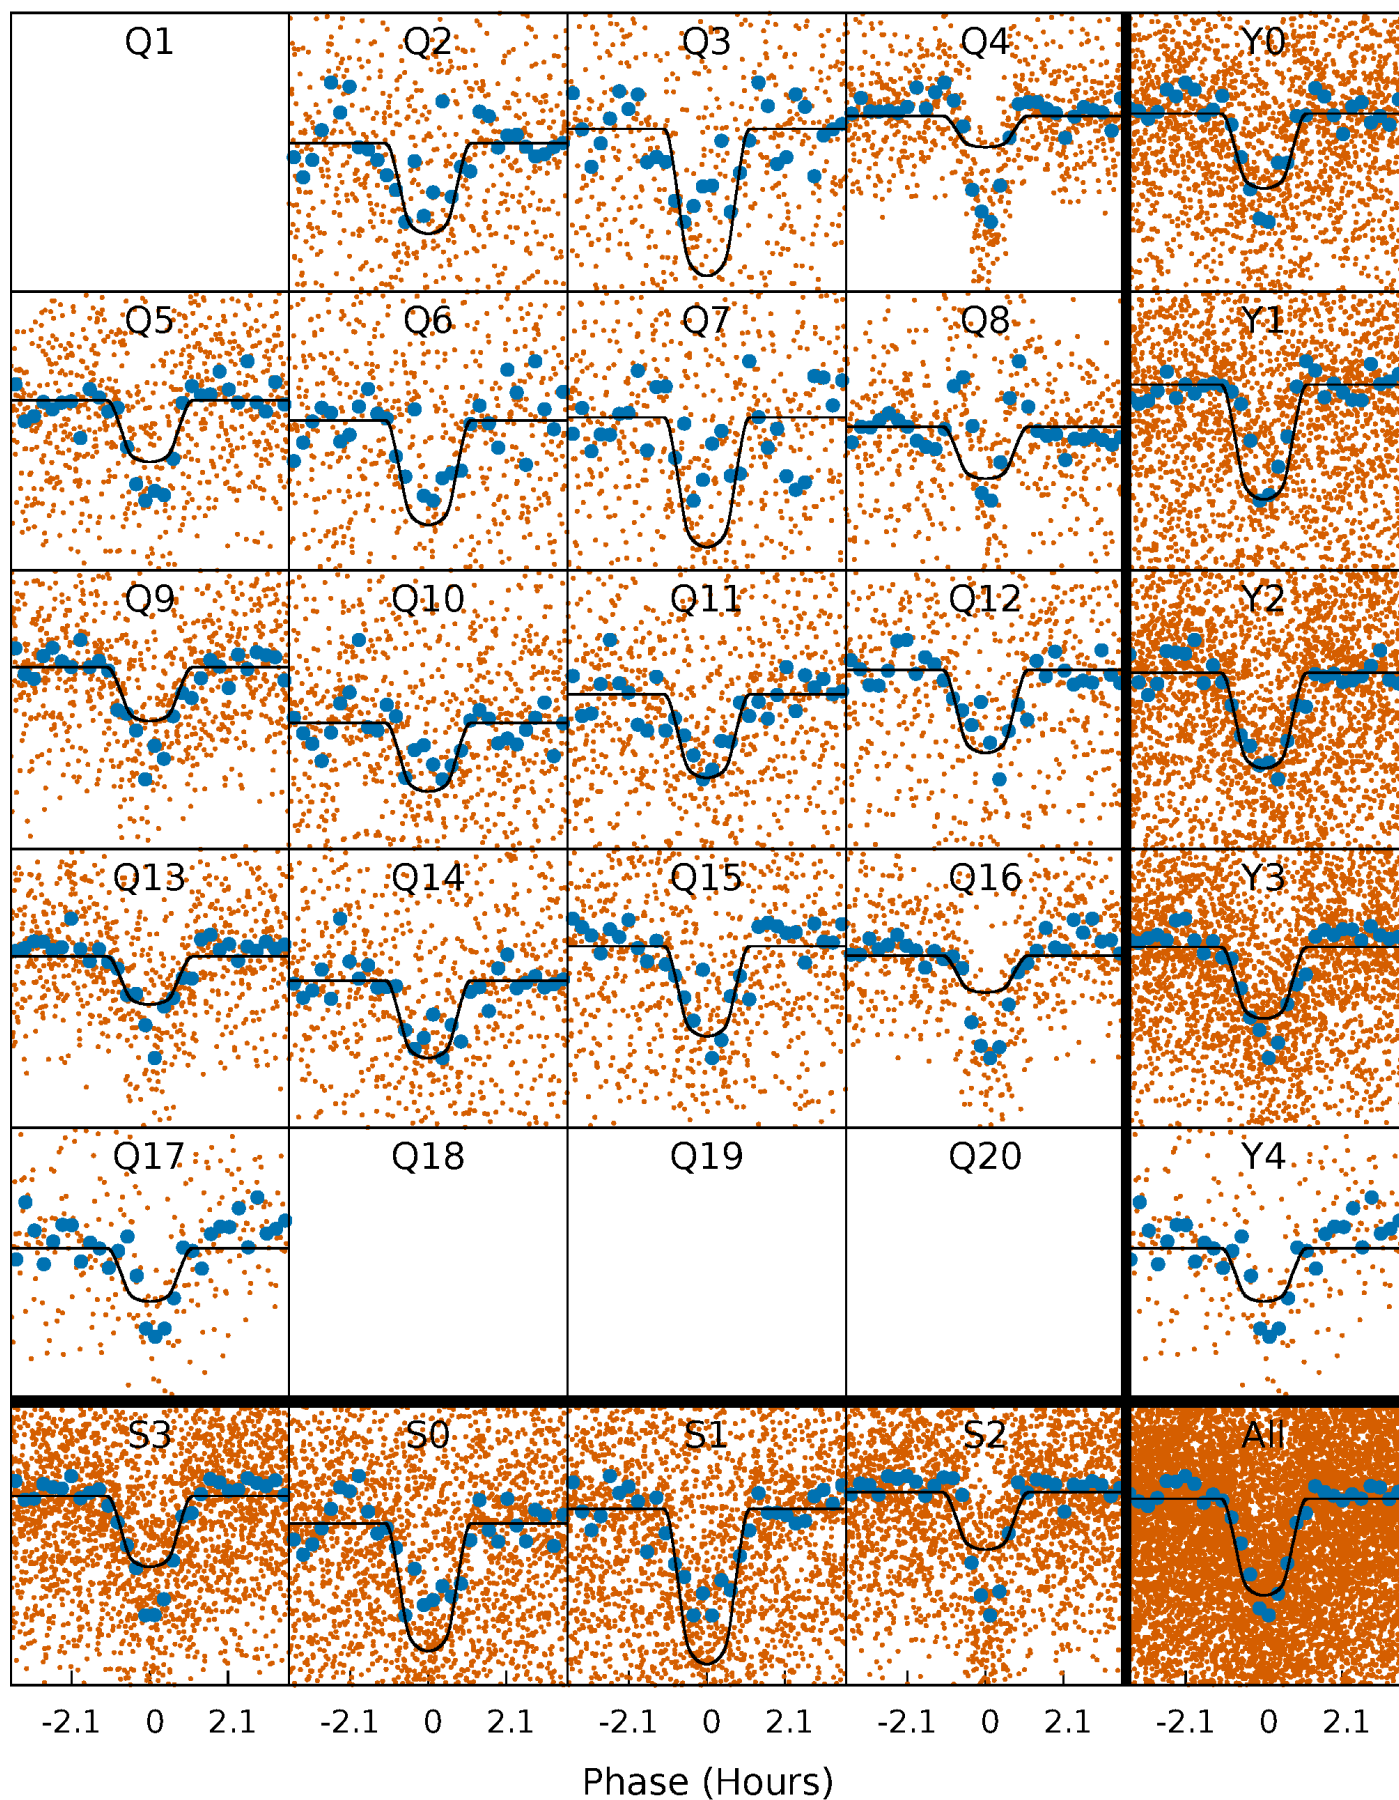 Q1 Q2 Q3 Q4 Y0
Q5 Q6 Q7 Q8 Y1
Q9 Q10 Q11 Q12 Y2
Q13 Q14 Q15 Q16 Y3
Q17 Q18 Q19 Q20 Y4
S3 S0 S1 S2 All
-2.1 0 2.1 -2.1 0 2.1 -2.1 0 2.1 -2.1 0 2.1 -2.1 0 2.1
Phase (Hours)